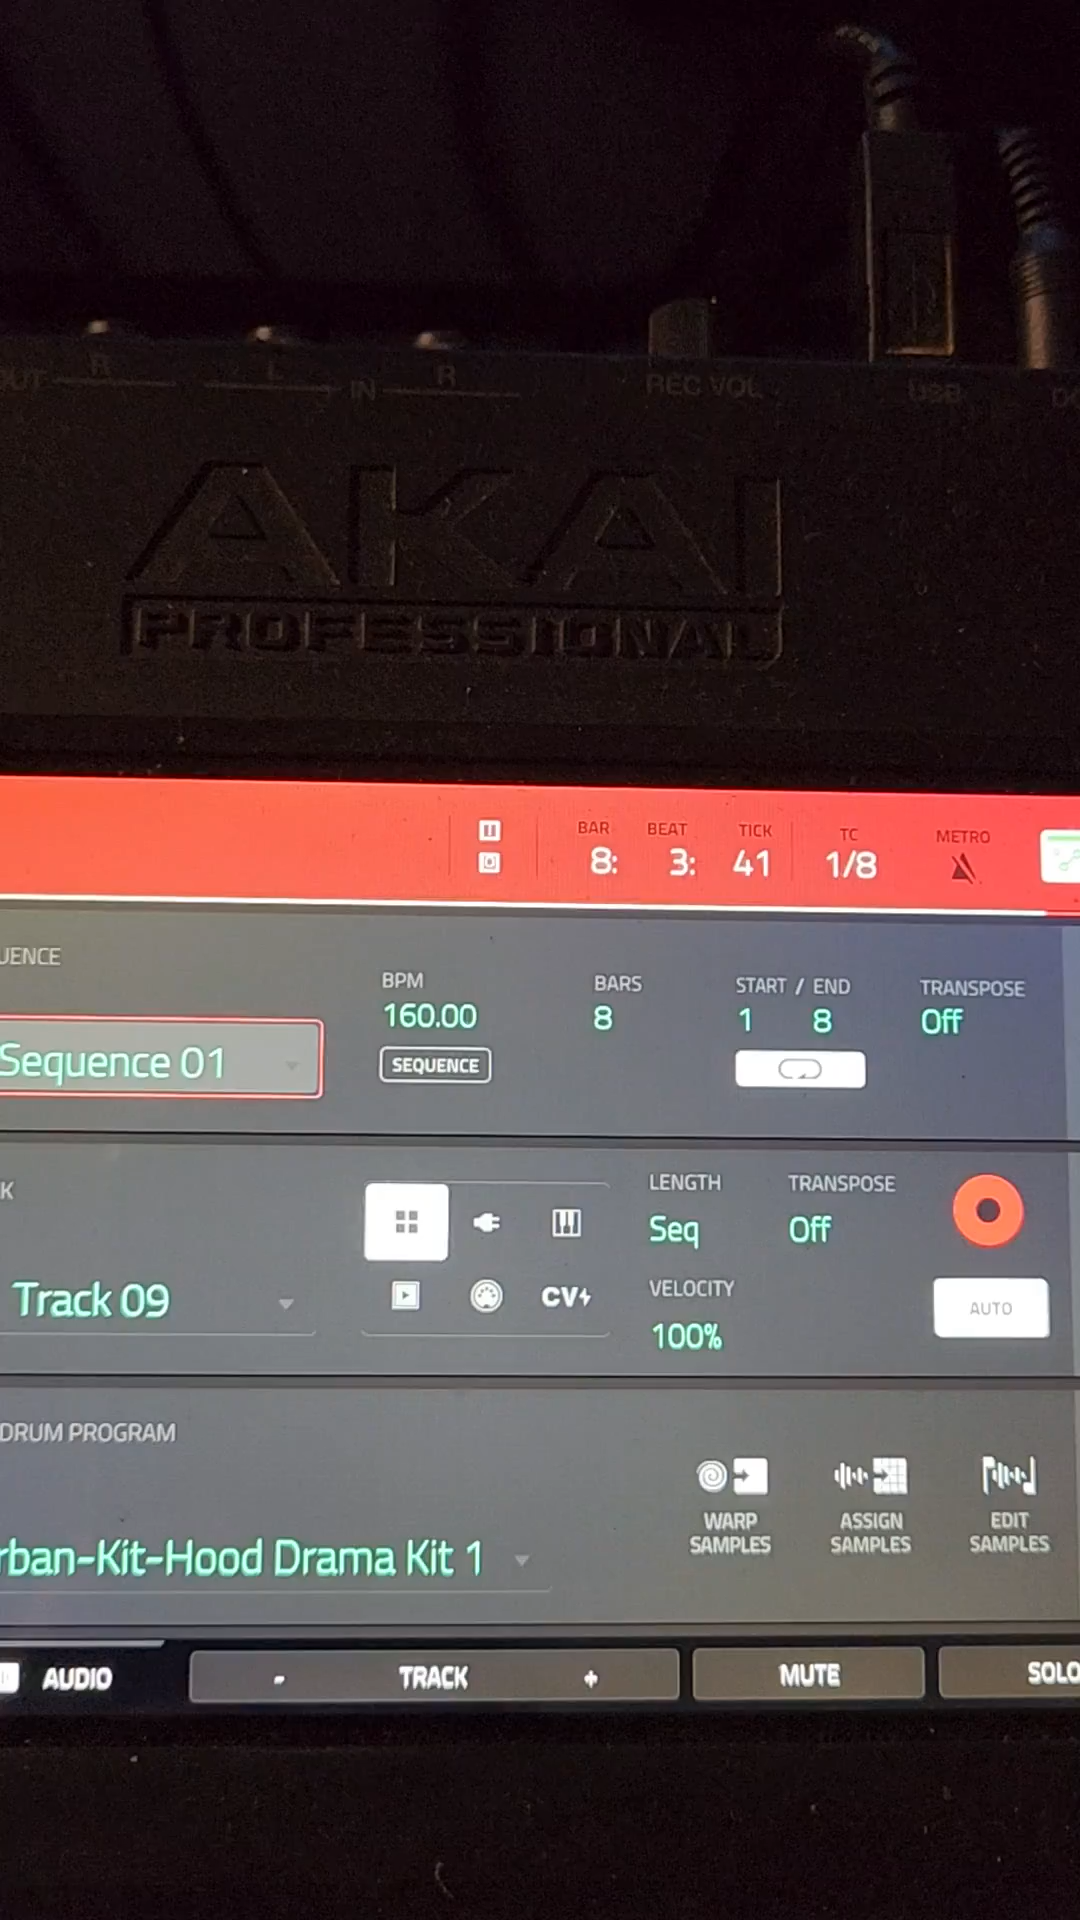 OUT R L IN R REC VOL USB DC
AKAI
PROFESSIONAL
BAR BEAT TICK TC METRO
8: 3: 41 1/8
UENCE BPM BARS START / END TRANSPOSE
Sequence 01 160.00 8 1 8 Off
SEQUENCE
K LENGTH TRANSPOSE
Seq Off
Track 09 CV VELOCITY AUTO
100%
DRUM PROGRAM
rban-Kit-Hood Drama Kit 1
WARP SAMPLES
ASSIGN SAMPLES
EDIT SAMPLES
AUDIO - TRACK + MUTE SOLO